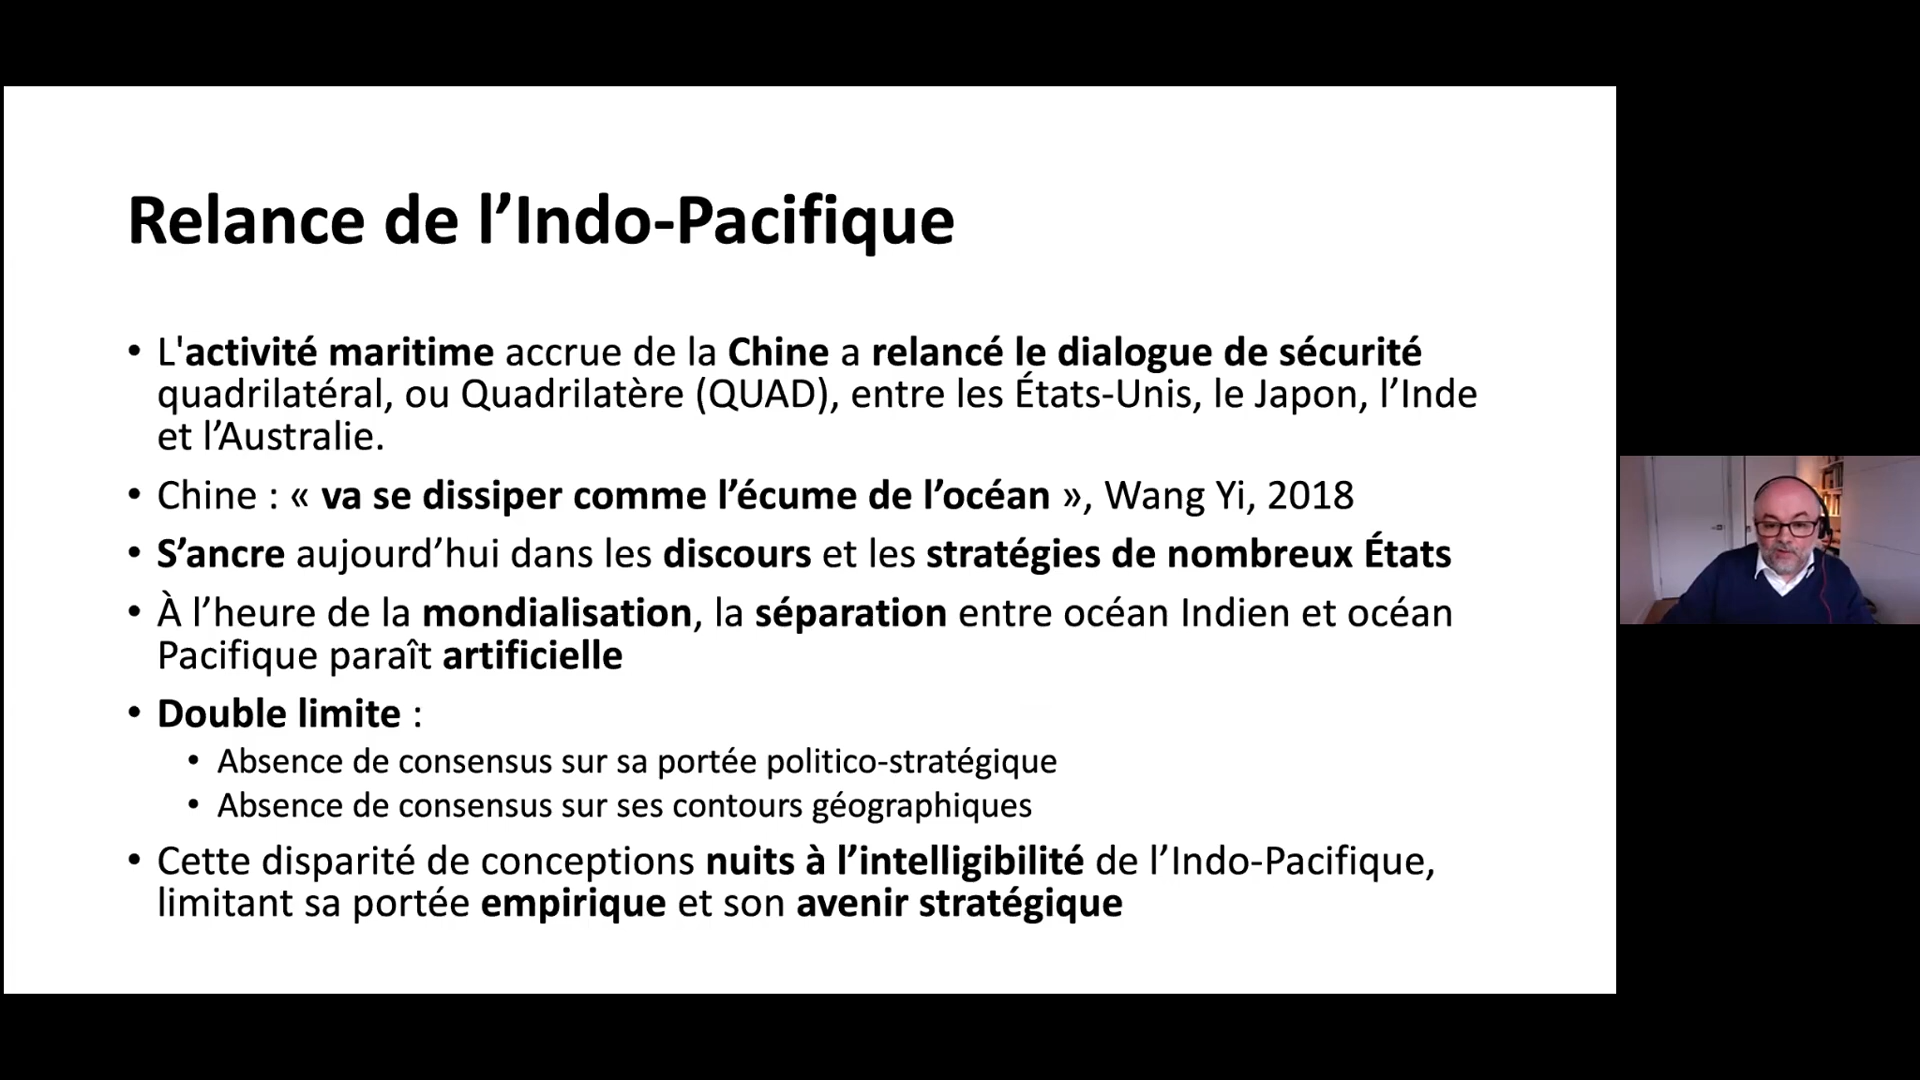 Relance de l’Indo-Pacifique
• L'activité maritime accrue de la Chine a relancé le dialogue de sécurité
quadrilatéral, ou Quadrilatère (QUAD), entre les États-Unis, le Japon, l’Inde
et l’Australie.
• Chine : « va se dissiper comme l’écume de l’océan », Wang Yi, 2018
• S’ancre aujourd’hui dans les discours et les stratégies de nombreux États
• À l’heure de la mondialisation, la séparation entre océan Indien et océan
Pacifique paraît artificielle
• Double limite :
• Absence de consensus sur sa portée politico-stratégique
• Absence de consensus sur ses contours géographiques
• Cette disparité de conceptions nuits à l’intelligibilité de l’Indo-Pacifique,
limitant sa portée empirique et son avenir stratégique